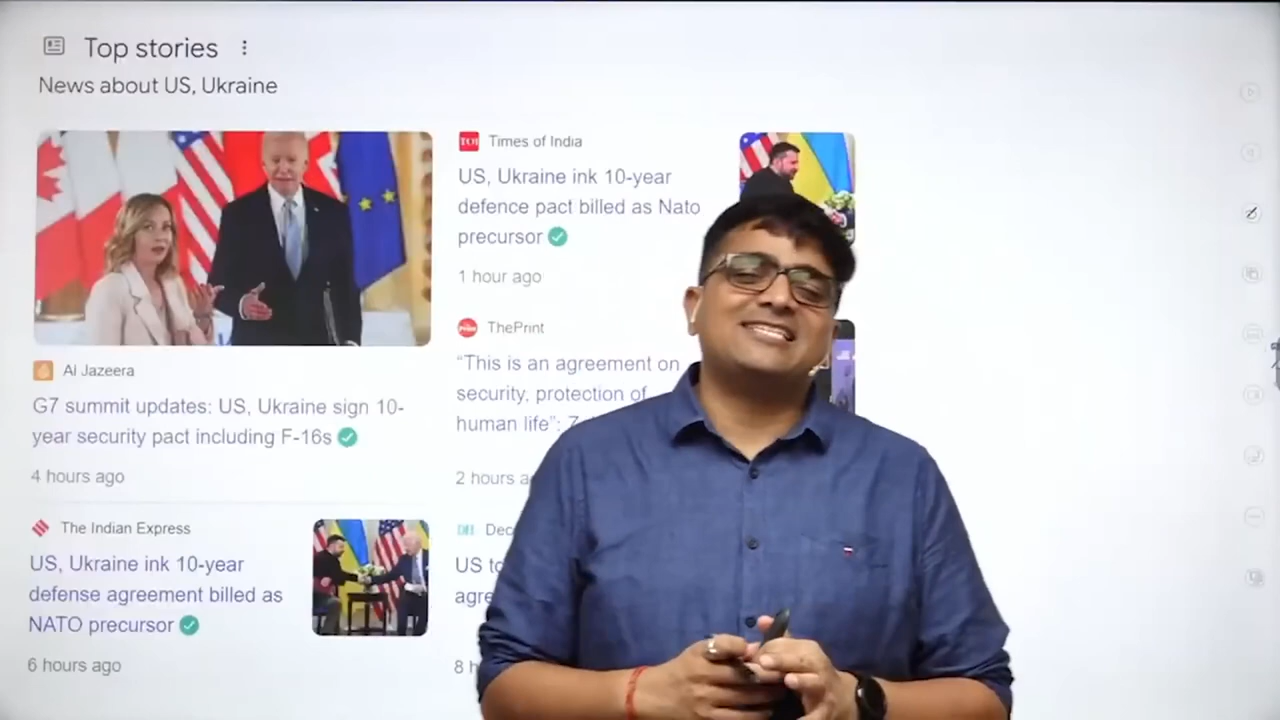 Top stories
News about US, Ukraine
Al Jazeera
G7 summit updates: US, Ukraine sign 10-
year security pact including F-16s
4 hours ago
The Indian Express
US, Ukraine ink 10-year
defense agreement billed as
NATO precursor
6 hours ago
TOI Times of India
US, Ukraine ink 10-year
defence pact billed as Nato
precursor
1 hour ago
ThePrint
“This is an agreement on
security, protection of
human life”:
2 hours
US
8